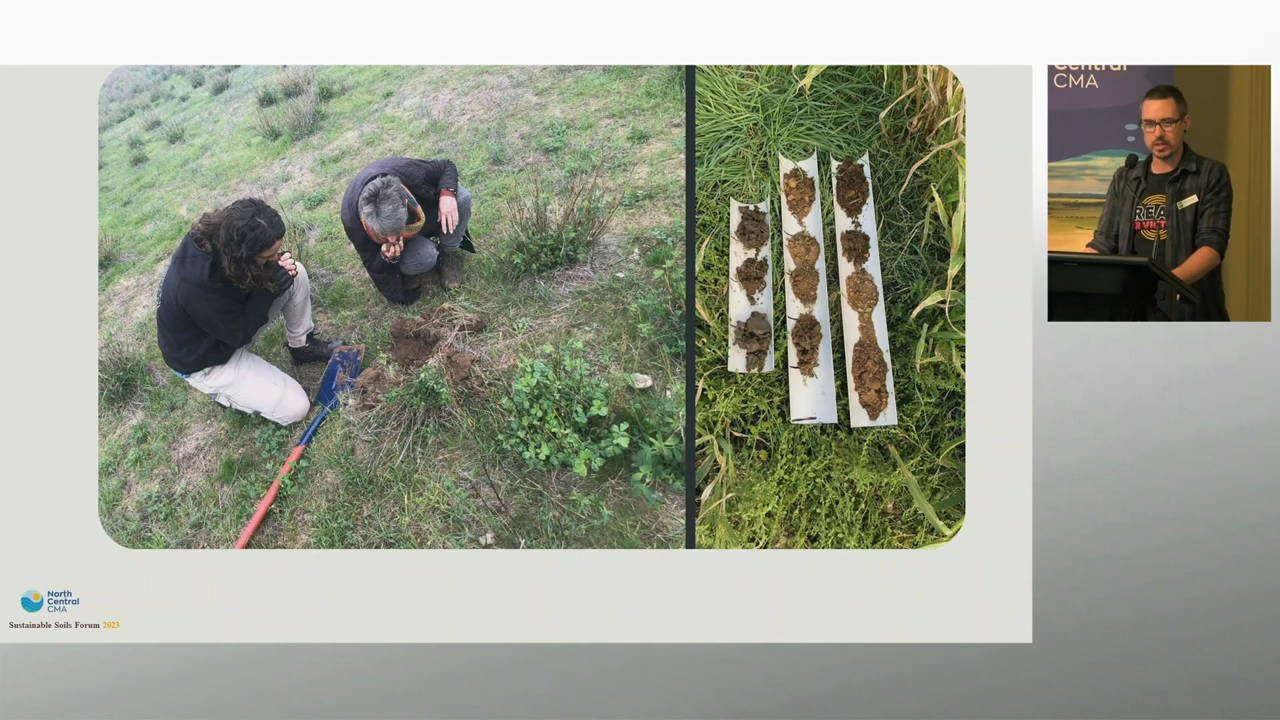 Central
CMA
North
Central
CMA
Sustainable Soils Forum 2023